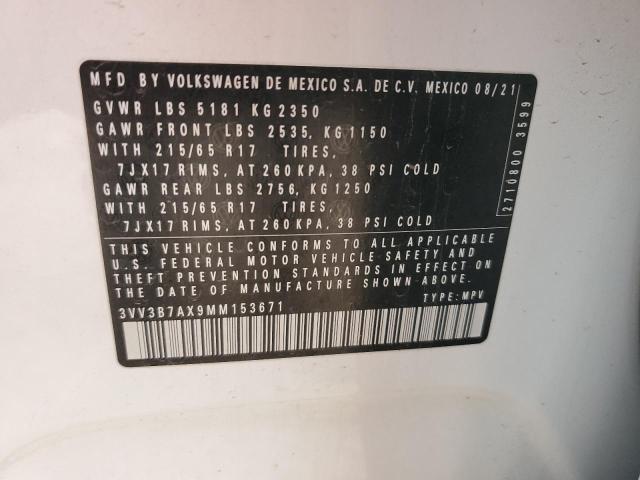 MFD BY VOLKSWAGEN DE MEXICO S.A. DE C.V. MEXICO 08/21
GVWR LBS 5181 KG 2350
GAWR FRONT LBS 2535, KG 1150
WITH 215/65 R17 TIRES,
7JX17 RIMS, AT 260 KPA, 38 PSI COLD
GAWR REAR LBS 2756, KG 1250
WITH 215/65 R17 TIRES,
7JX17 RIMS, AT 260 KPA, 38 PSI COLD
THIS VEHICLE CONFORMS TO ALL APPLICABLE
U.S. FEDERAL MOTOR VEHICLE SAFETY AND
THEFT PREVENTION STANDARDS IN EFFECT ON
THE DATE OF MANUFACTURE SHOWN ABOVE.
3VV3B7AX9MM153671 TYPE: MPV
2710800 3599